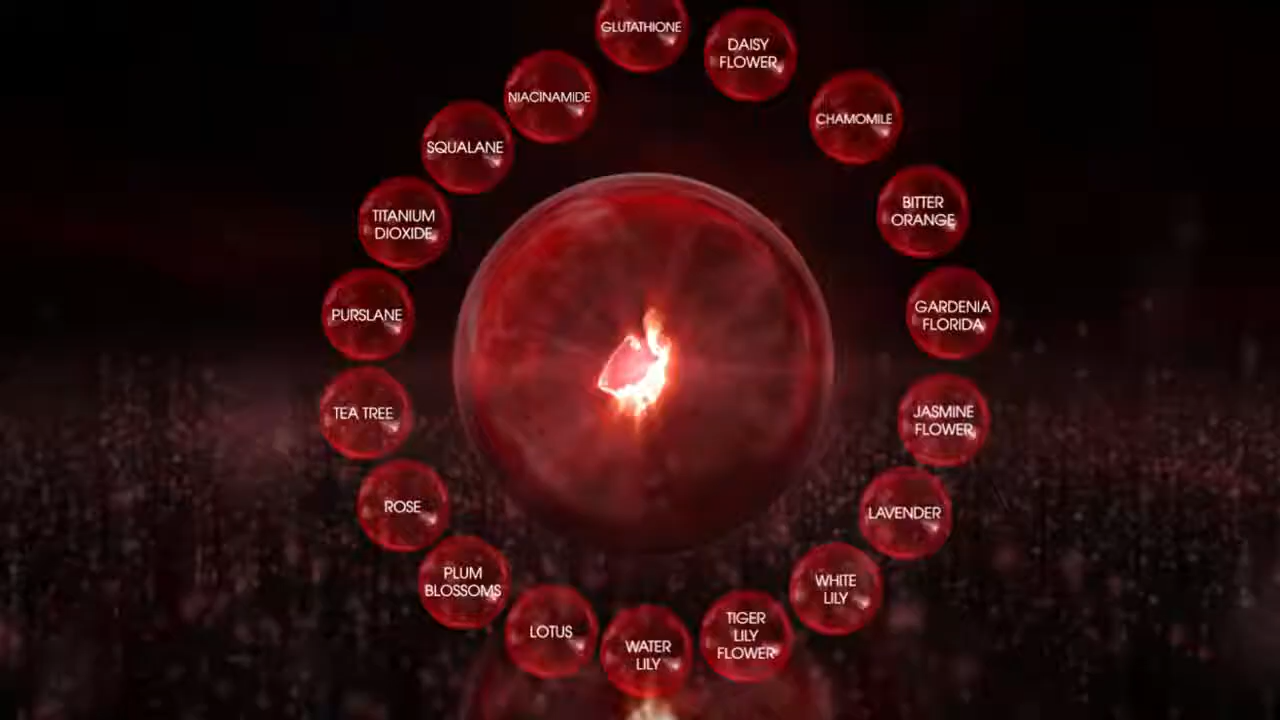 GLUTATHIONE
DAISY
FLOWER
CHAMOMILE
BITTER
ORANGE
GARDENIA
FLORIDA
JASMINE
FLOWER
LAVENDER
WHITE
LILY
TIGER
LILY
FLOWER
WATER
LILY
LOTUS
PLUM
BLOSSOMS
ROSE
TEA TREE
PURSLANE
TITANIUM
DIOXIDE
SQUALANE
NIACINAMIDE